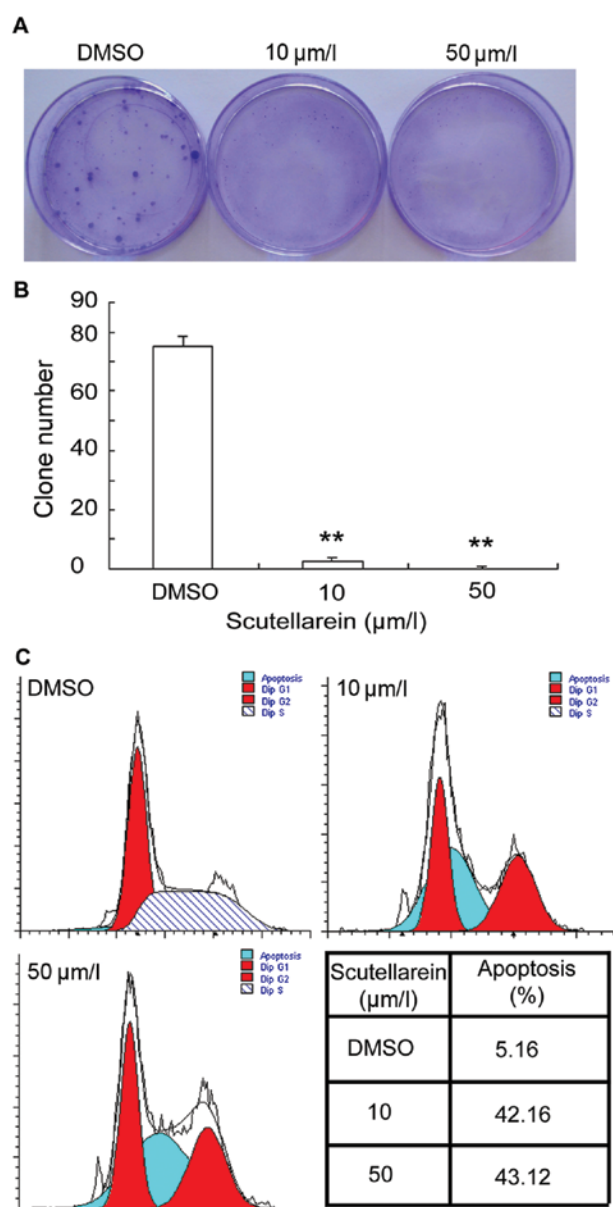 A
DMSO 10 µm/l 50 µm/l
B
90
80
60
40
20
0
Clone number
** **
DMSO 10 50
Scutellarein (µm/l)
C
DMSO
Apoptosis
Dip G1
Dip G2
Dip S
10 µm/l
Apoptosis
Dip G1
Dip G2
Dip S
50 µm/l
Apoptosis
Dip G1
Dip G2
Dip S
Scutellarein (µm/l) Apoptosis (%)
DMSO 5.16
10 42.16
50 43.12